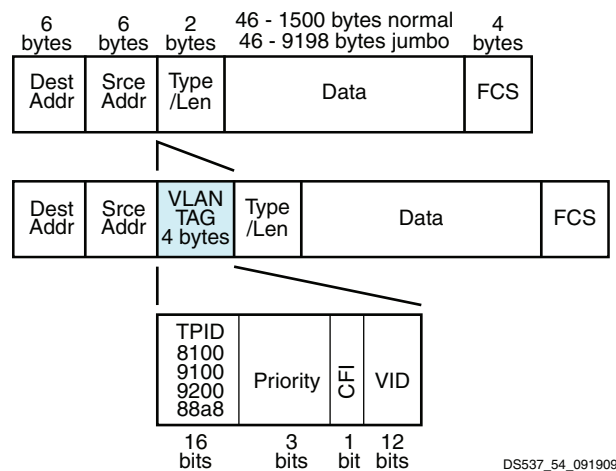 6 bytes
6 bytes
2 bytes
46 - 1500 bytes normal
46 - 9198 bytes jumbo
4 bytes
Dest Addr
Srce Addr
Type /Len
Data
FCS
Dest Addr
Srce Addr
VLAN TAG 4 bytes
Type /Len
Data
FCS
TPID
8100
9100
9200
88a8
Priority
CFI
VID
16 bits
3 bits
1 bit
12 bits
DS537_54_091909